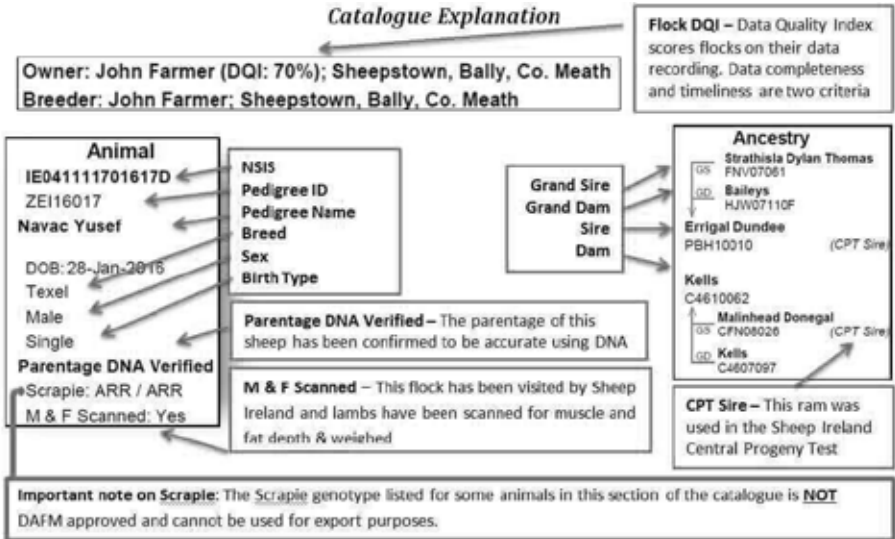 Catalogue Explanation
Flock DQI – Data Quality Index
scores flocks on their data
recording. Data completeness
and timeliness are two criteria
Owner: John Farmer (DQI: 70%); Sheepstown, Bally, Co. Meath
Breeder: John Farmer; Sheepstown, Bally, Co. Meath
Animal
IE041111701617D
ZEI16017
Navac Yusef
DOB: 28-Jan-2016
Texel
Male
Single
Parentage DNA Verified
Scrapie: ARR / ARR
M & F Scanned: Yes
NSIS
Pedigree ID
Pedigree Name
Breed
Sex
Birth Type
Grand Sire
Grand Dam
Sire
Dam
Ancestry
Strathisla Dylan Thomas
GS FNV07061
GD Baileys
HJW07110F
Errigal Dundee
PBH10010 (CPT Sire)
Kells
C4610062
Malinhead Donegal
GS CFN08026 (CPT Sire)
GD Kells
C4607097
Parentage DNA Verified – The parentage of this
sheep has been confirmed to be accurate using DNA
M & F Scanned – This flock has been visited by Sheep
Ireland and lambs have been scanned for muscle and
fat depth & weighed
CPT Sire – This ram was
used in the Sheep Ireland
Central Progeny Test
Important note on Scrapie: The Scrapie genotype listed for some animals in this section of the catalogue is NOT
DAFM approved and cannot be used for export purposes.